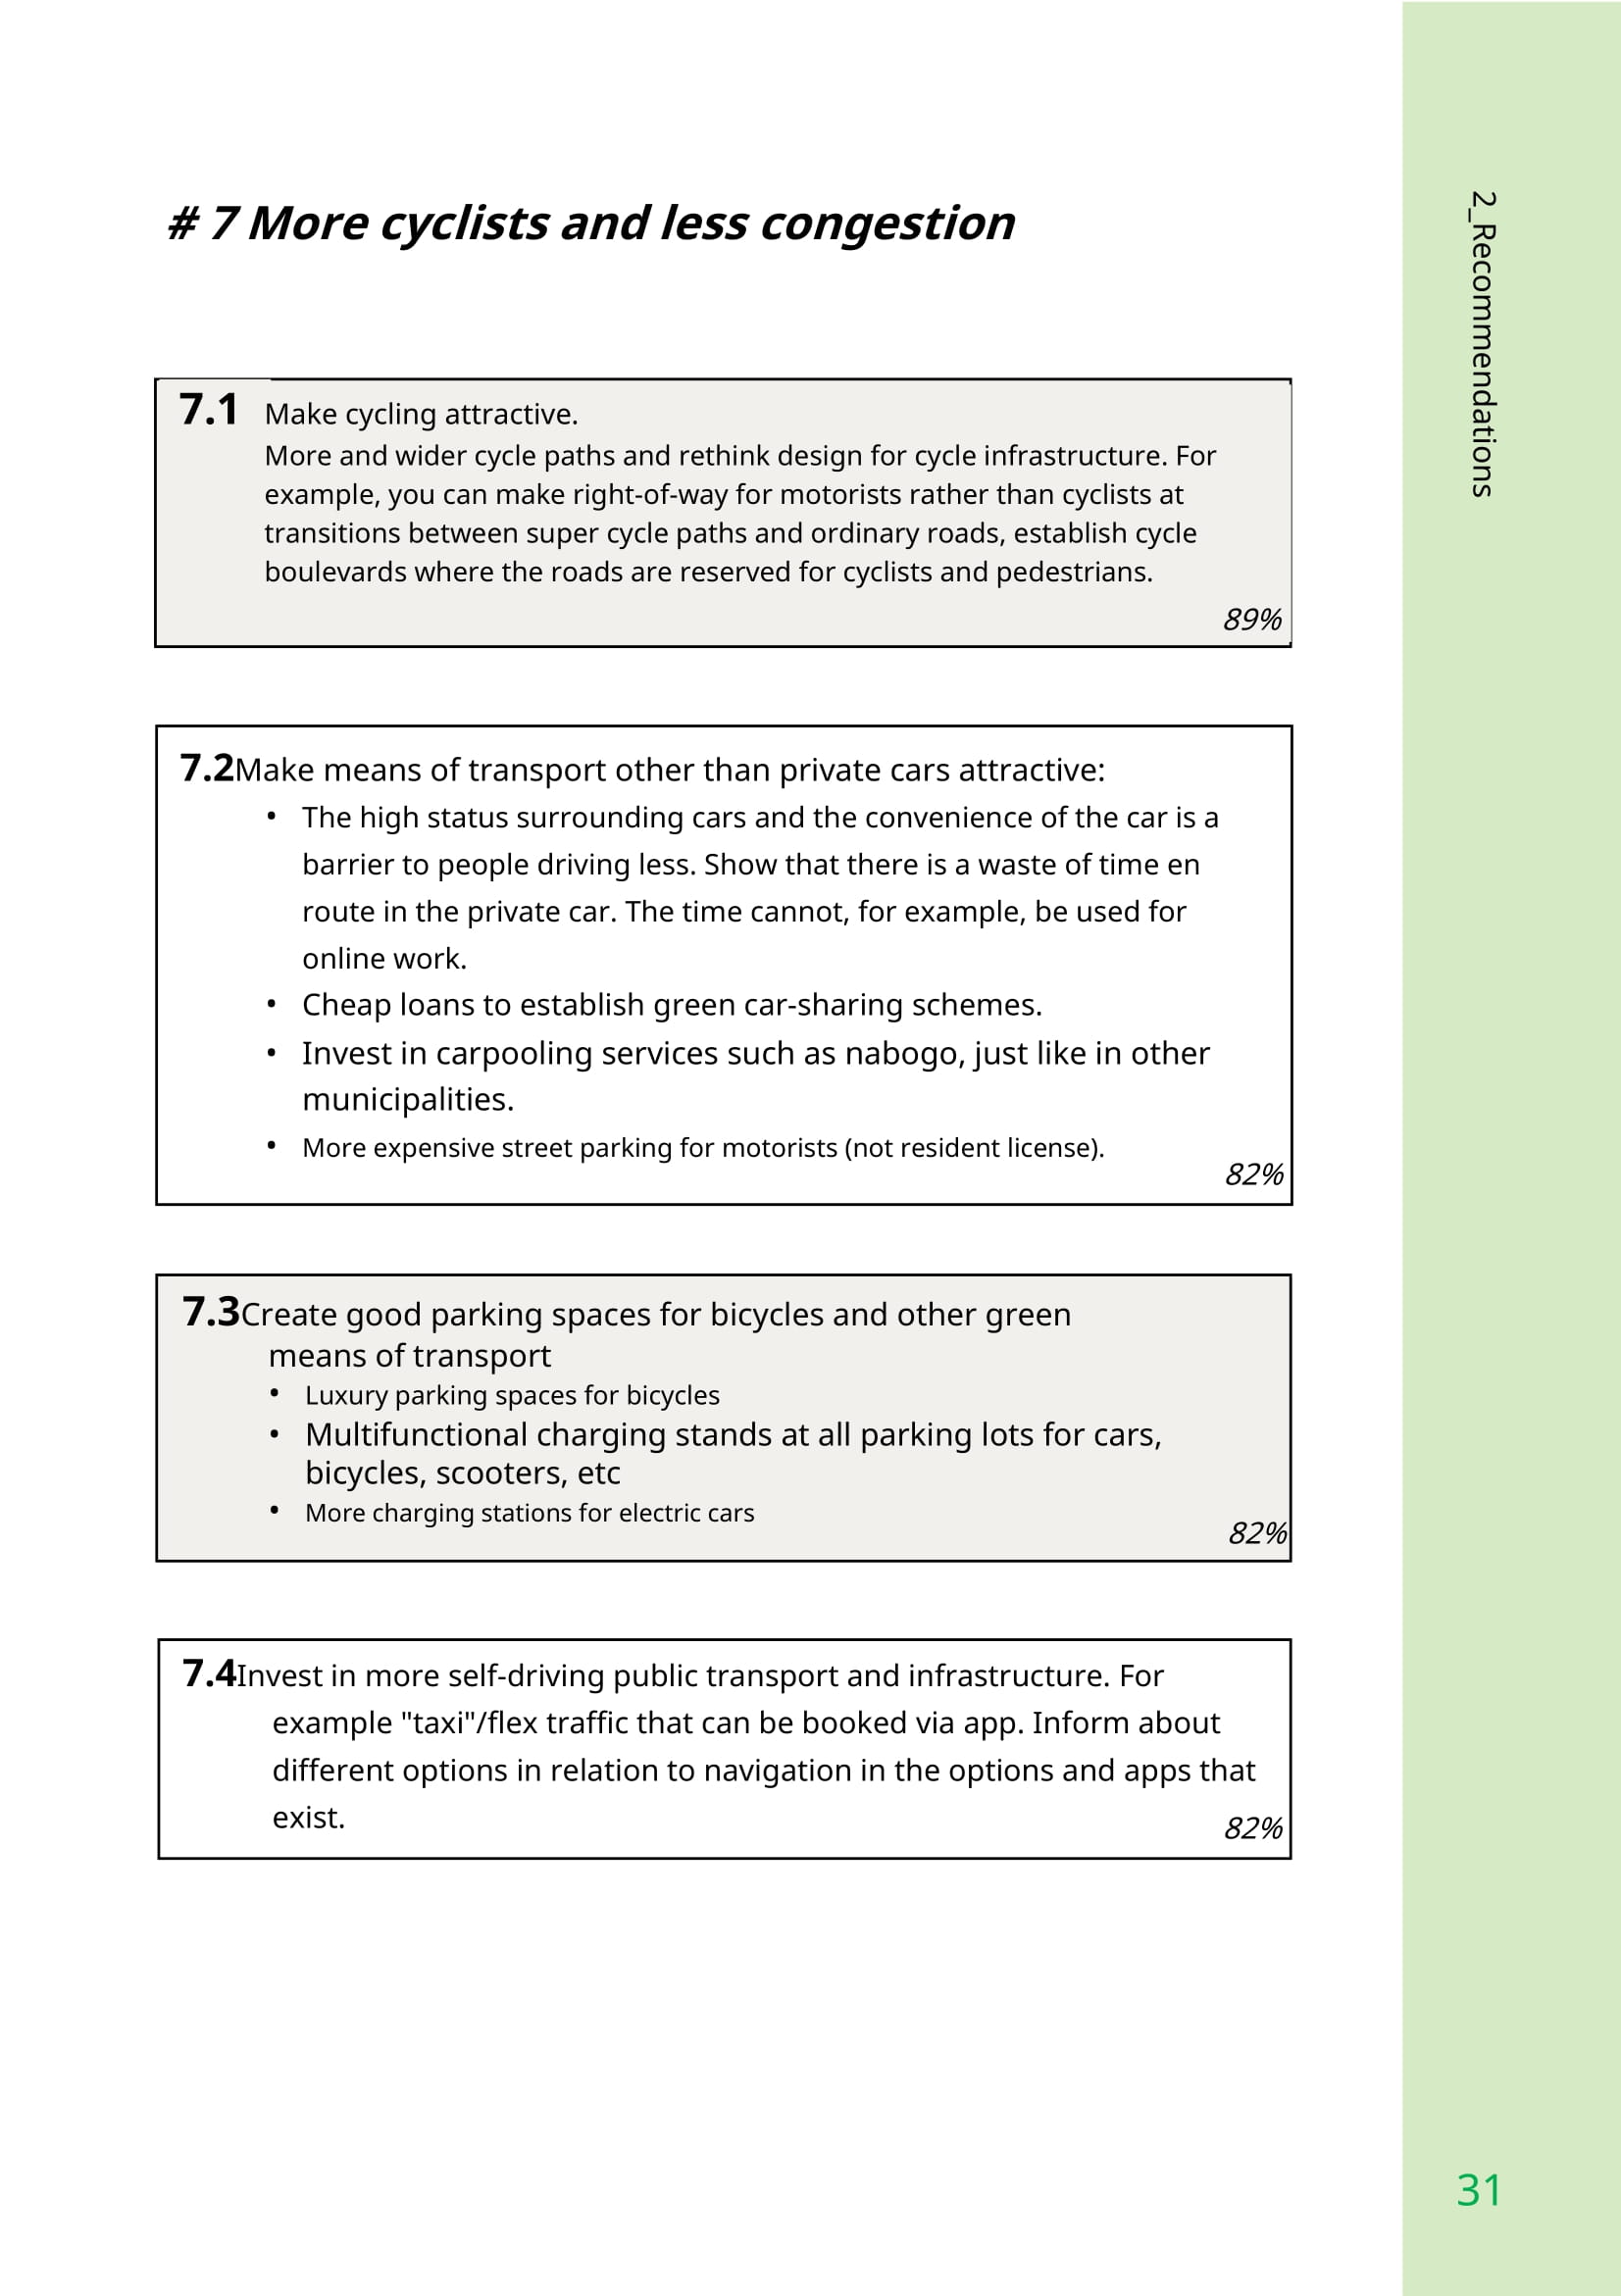 # 7 More cyclists and less congestion
7.1 Make cycling attractive.
More and wider cycle paths and rethink design for cycle infrastructure. For
example, you can make right-of-way for motorists rather than cyclists at
transitions between super cycle paths and ordinary roads, establish cycle
boulevards where the roads are reserved for cyclists and pedestrians.
89%
7.2Make means of transport other than private cars attractive:
• The high status surrounding cars and the convenience of the car is a
barrier to people driving less. Show that there is a waste of time en
route in the private car. The time cannot, for example, be used for
online work.
• Cheap loans to establish green car-sharing schemes.
• Invest in carpooling services such as nabogo, just like in other
municipalities.
• More expensive street parking for motorists (not resident license).
82%
7.3Create good parking spaces for bicycles and other green
means of transport
• Luxury parking spaces for bicycles
• Multifunctional charging stands at all parking lots for cars,
bicycles, scooters, etc
• More charging stations for electric cars
82%
7.4Invest in more self-driving public transport and infrastructure. For
example "taxi"/flex traffic that can be booked via app. Inform about
different options in relation to navigation in the options and apps that
exist.
82%
2_Recommendations
31